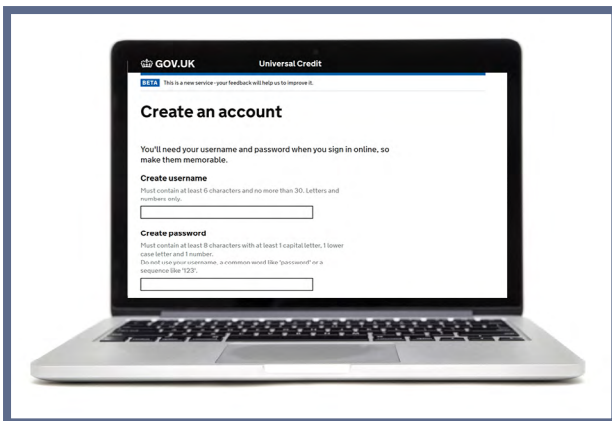 GOV.UK Universal Credit
BETA This is a new service - your feedback will help us to improve it.
Create an account
You'll need your username and password when you sign in online, so
make them memorable.
Create username
Must contain at least 6 characters and no more than 30. Letters and
numbers only.
Create password
Must contain at least 8 characters with at least 1 capital letter, 1 lower
case letter and 1 number.
Do not use your username, a common word like 'password' or a
sequence like '123'.